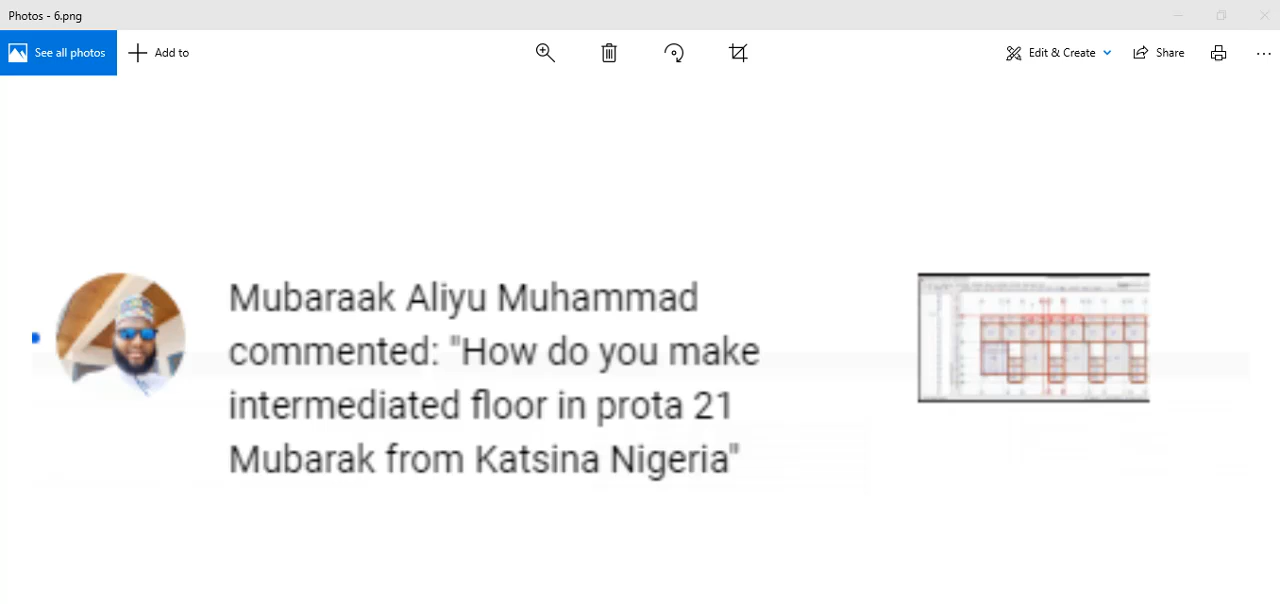 Photos - 6.png
See all photos
Add to
Edit & Create
Share
Mubaraak Aliyu Muhammad
commented: "How do you make
intermediated floor in prota 21
Mubarak from Katsina Nigeria"